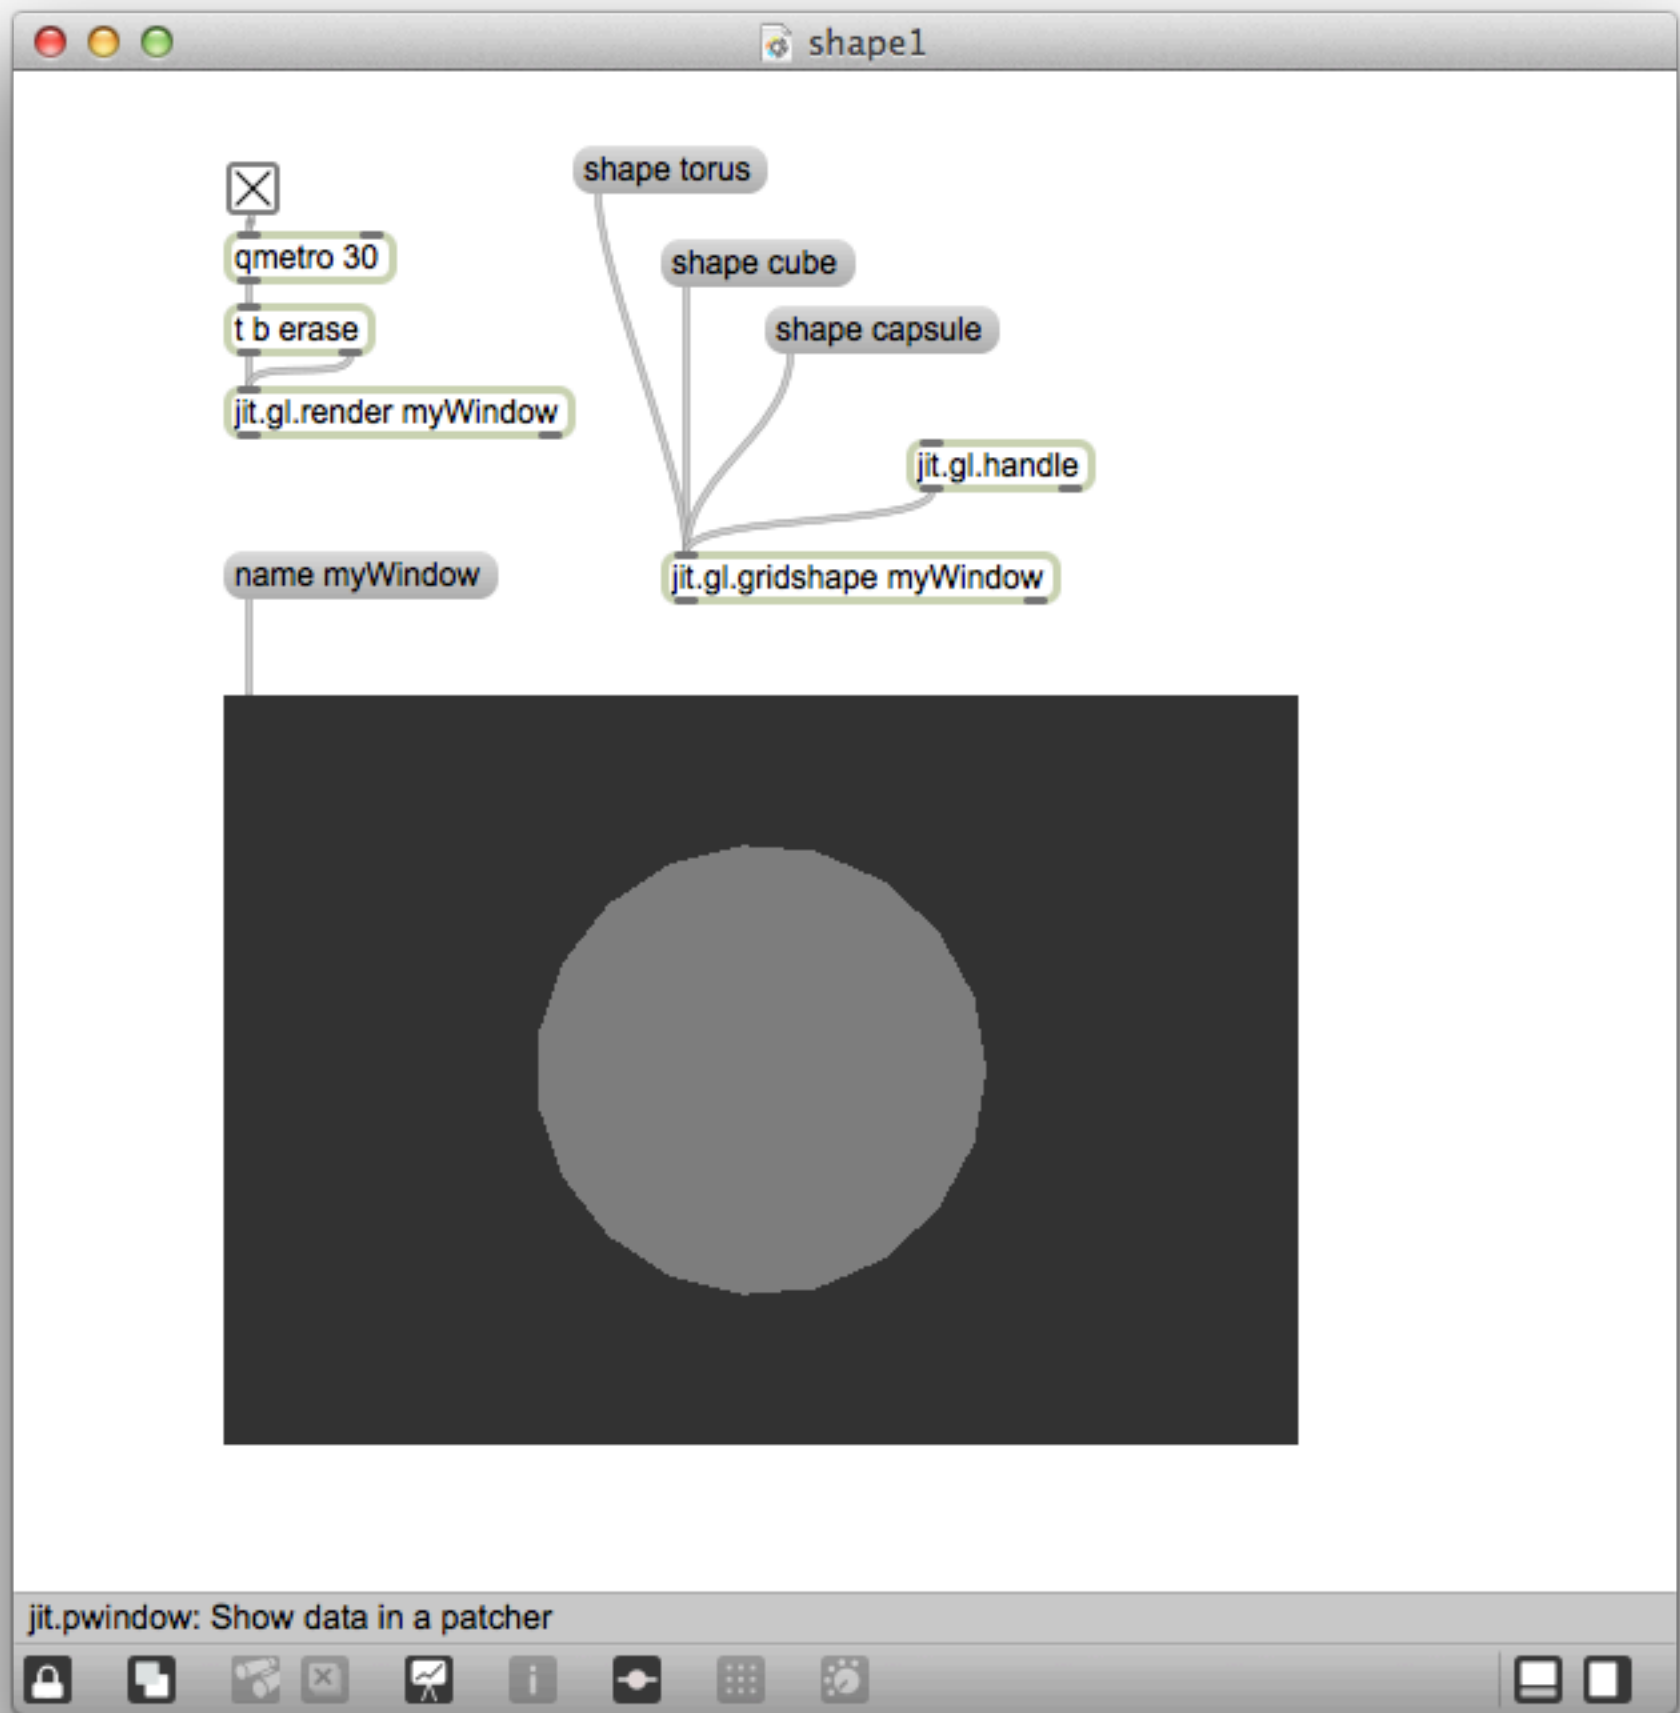 shape1
shape torus
qmetro 30
shape cube
t b erase
shape capsule
jit.gl.render myWindow
jit.gl.handle
name myWindow
jit.gl.gridshape myWindow
jit.pwindow: Show data in a patcher